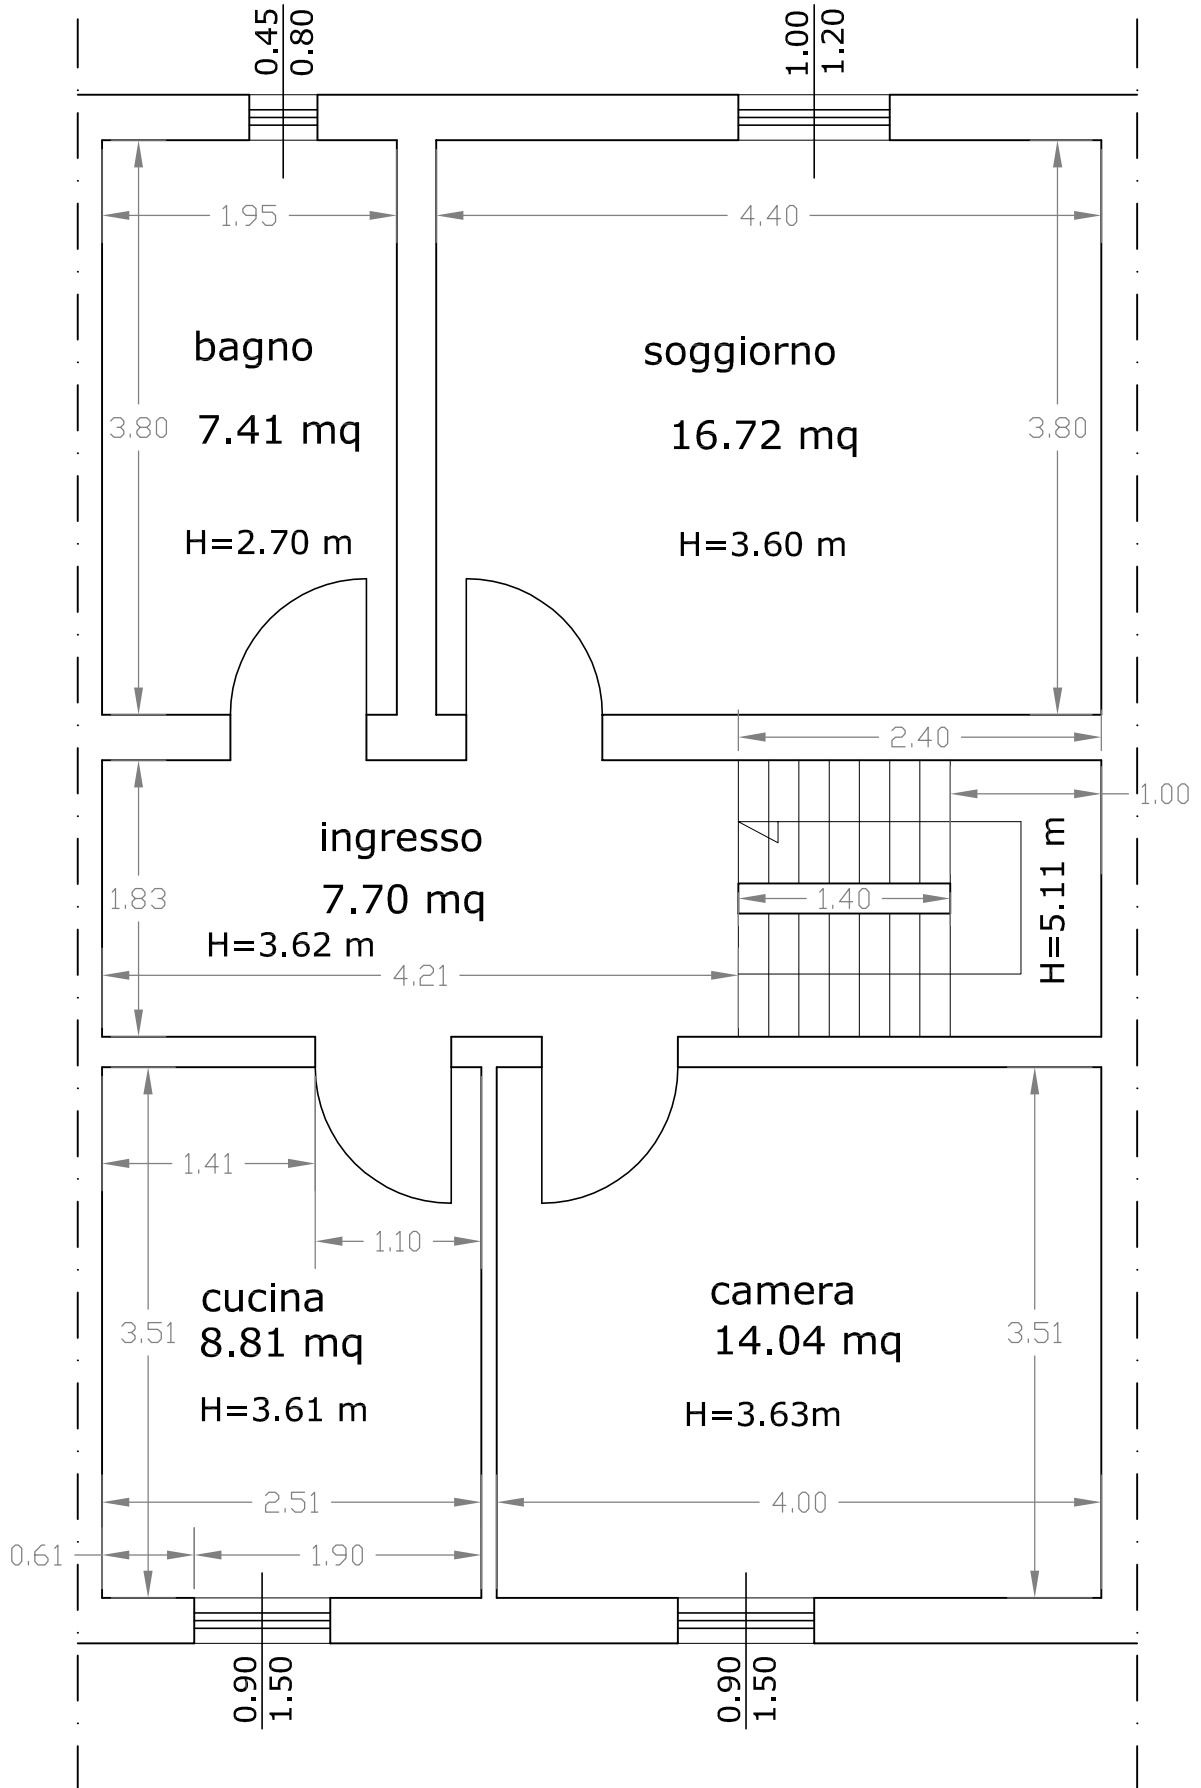 0.45
0.80
1.00
1.20
1.95
4.40
bagno
soggiorno
3.80
7.41 mq
16.72 mq
3.80
H=2.70 m
H=3.60 m
2.40
1.00
ingresso
1.83
7.70 mq
1.40
H=5.11 m
H=3.62 m
4.21
1.41
1.10
cucina
camera
3.51
8.81 mq
14.04 mq
3.51
H=3.61 m
H=3.63m
2.51
4.00
0.61
1.90
0.90
1.50
0.90
1.50